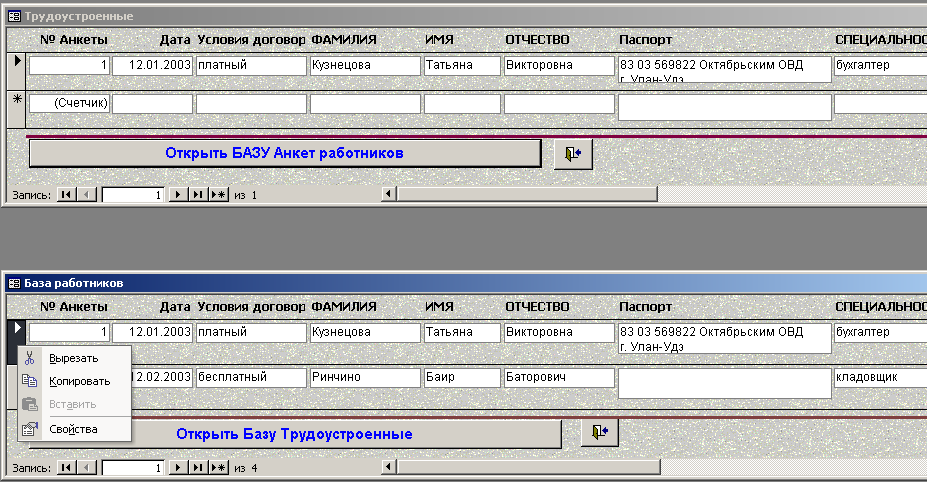 Трудоустроенные
№ Анкеты Дата Условия договор ФАМИЛИЯ ИМЯ ОТЧЕСТВО Паспорт СПЕЦИАЛЬНОС
1 12.01.2003 платный Кузнецова Татьяна Викторовна 83 03 569822 Октябрьским ОВД бухгалтер
г. Улан-Удэ
(Счетчик)
Открыть БАЗУ Анкет работников
Запись: 1 из 1
База работников
№ Анкеты Дата Условия договор ФАМИЛИЯ ИМЯ ОТЧЕСТВО Паспорт СПЕЦИАЛЬНОС
1 12.01.2003 платный Кузнецова Татьяна Викторовна 83 03 569822 Октябрьским ОВД бухгалтер
г. Улан-Удэ
Вырезать
12.02.2003 бесплатный Ринчино Баир Баторович кладовщик
Копировать
Вставить
Свойства
Открыть Базу Трудоустроенные
Запись: 1 из 4